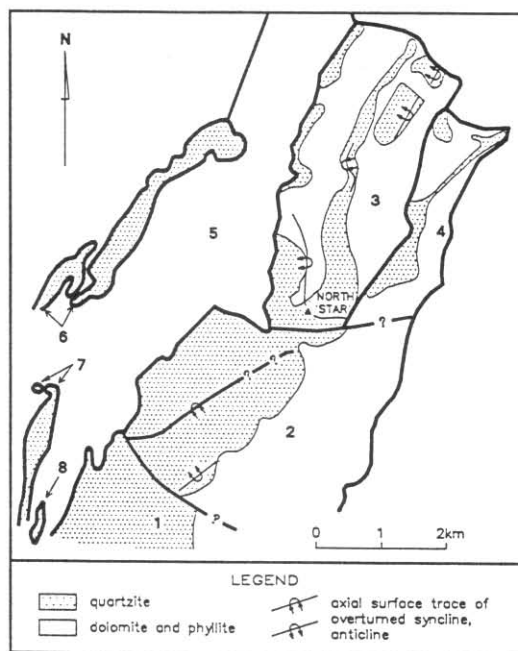 N
5
3
4
6
NORTH
STAR
?
7
?
?
2
8
1
?
0 2km
LEGEND
quartzite
dolomite and phyllite
axial surface trace of
overturned syncline,
anticline